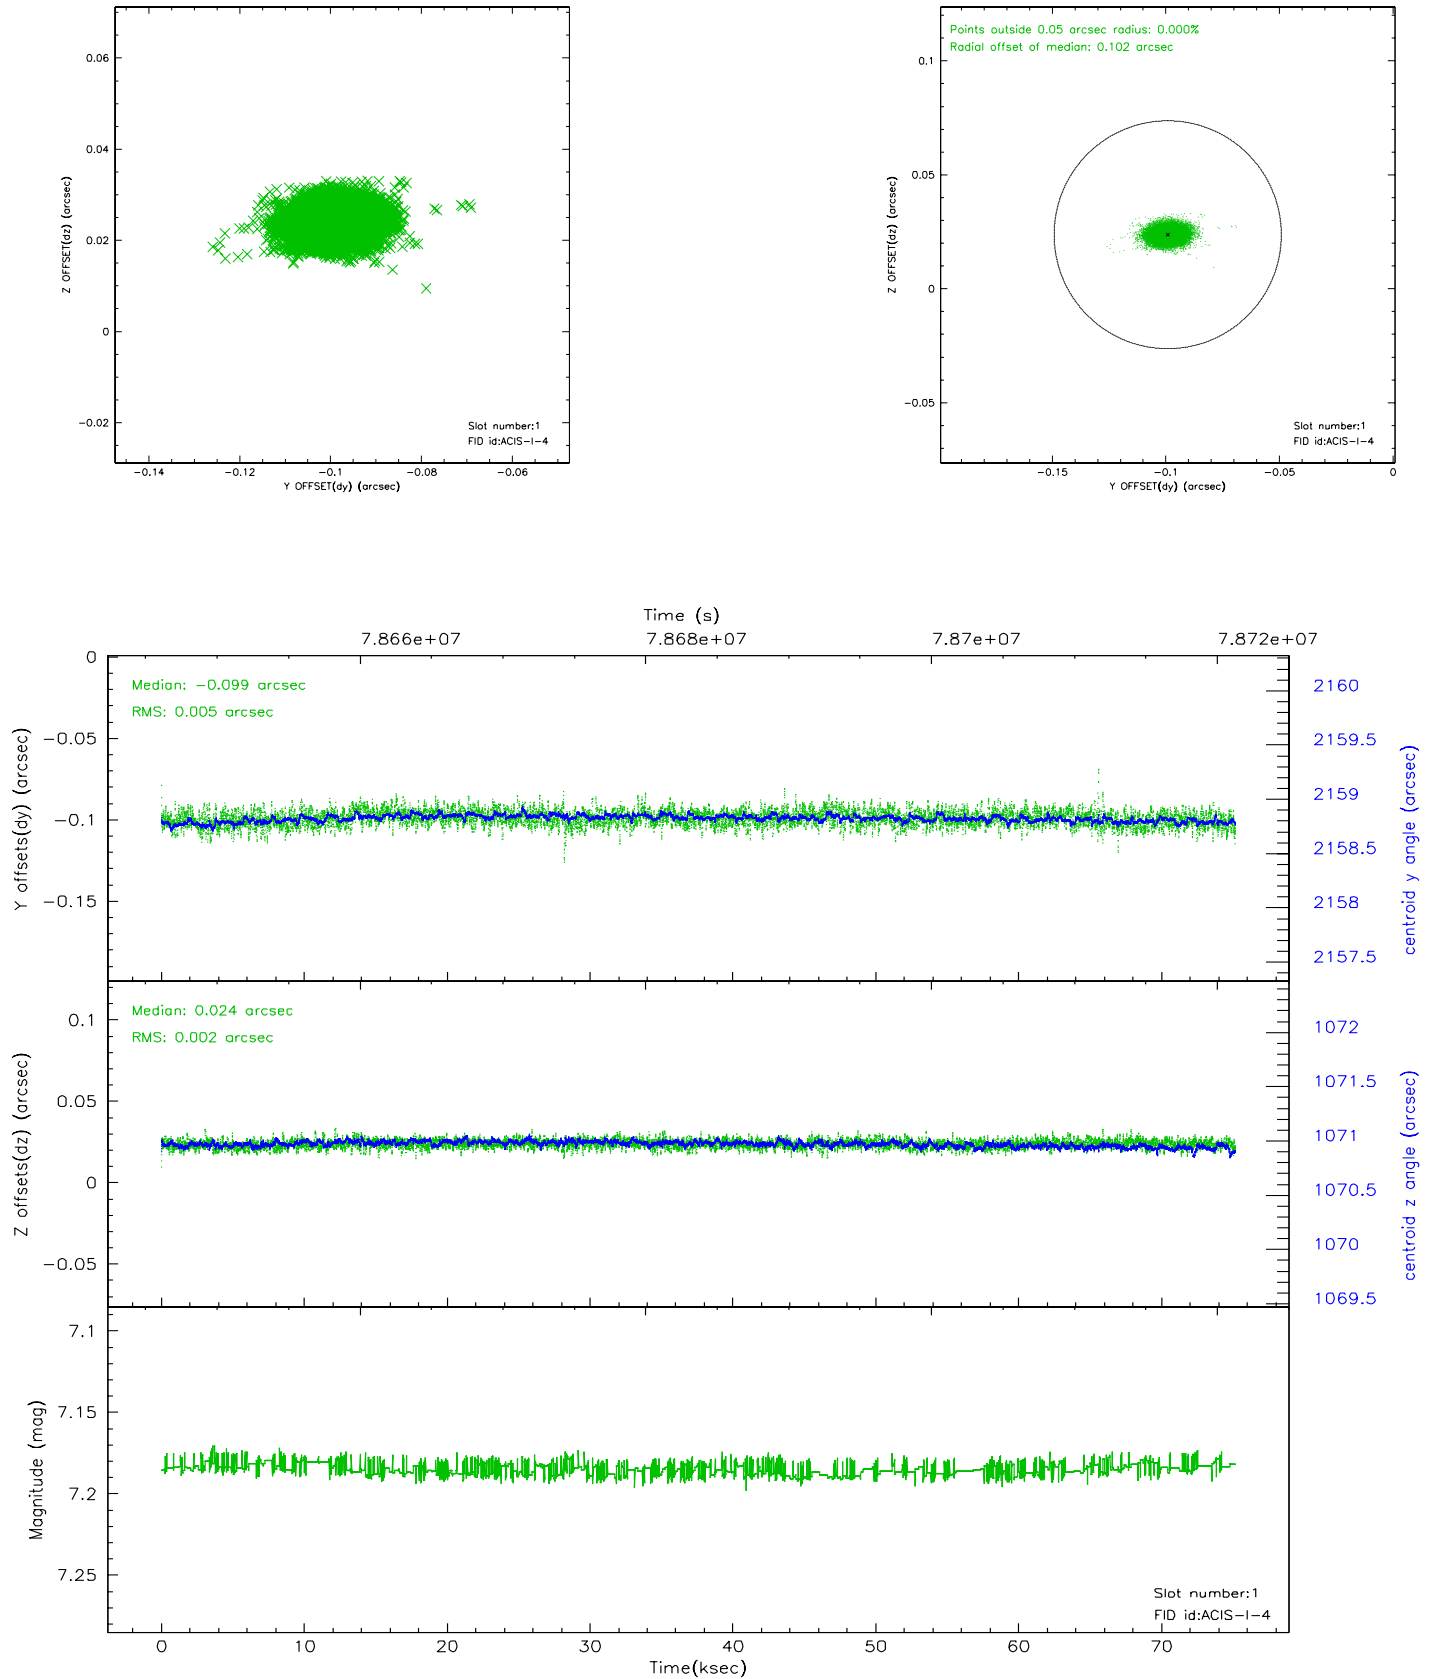 0.06
0.04
0.02
0
-0.02
Z OFFSET(dz) (arcsec)
Slot number:1
FID id:ACIS-I-4
-0.14
-0.12
-0.1
-0.08
-0.06
Y OFFSET(dy) (arcsec)
Points outside 0.05 arcsec radius: 0.000%
Radial offset of median: 0.102 arcsec
0.1
0.05
0
-0.05
Z OFFSET(dz) (arcsec)
Slot number:1
FID id:ACIS-I-4
-0.15
-0.1
-0.05
0
Y OFFSET(dy) (arcsec)
Time (s)
7.866e+07
7.868e+07
7.87e+07
7.872e+07
0
-0.05
-0.1
-0.15
Y offsets(dy) (arcsec)
Median: -0.099 arcsec
RMS: 0.005 arcsec
2160
2159.5
2159
2158.5
2158
2157.5
centroid y angle (arcsec)
0.1
0.05
0
-0.05
Z offsets(dz) (arcsec)
Median: 0.024 arcsec
RMS: 0.002 arcsec
1072
1071.5
1071
1070.5
1070
1069.5
centroid z angle (arcsec)
7.1
7.15
7.2
7.25
Magnitude (mag)
Slot number:1
FID id:ACIS-I-4
0
10
20
30
40
50
60
70
Time(ksec)